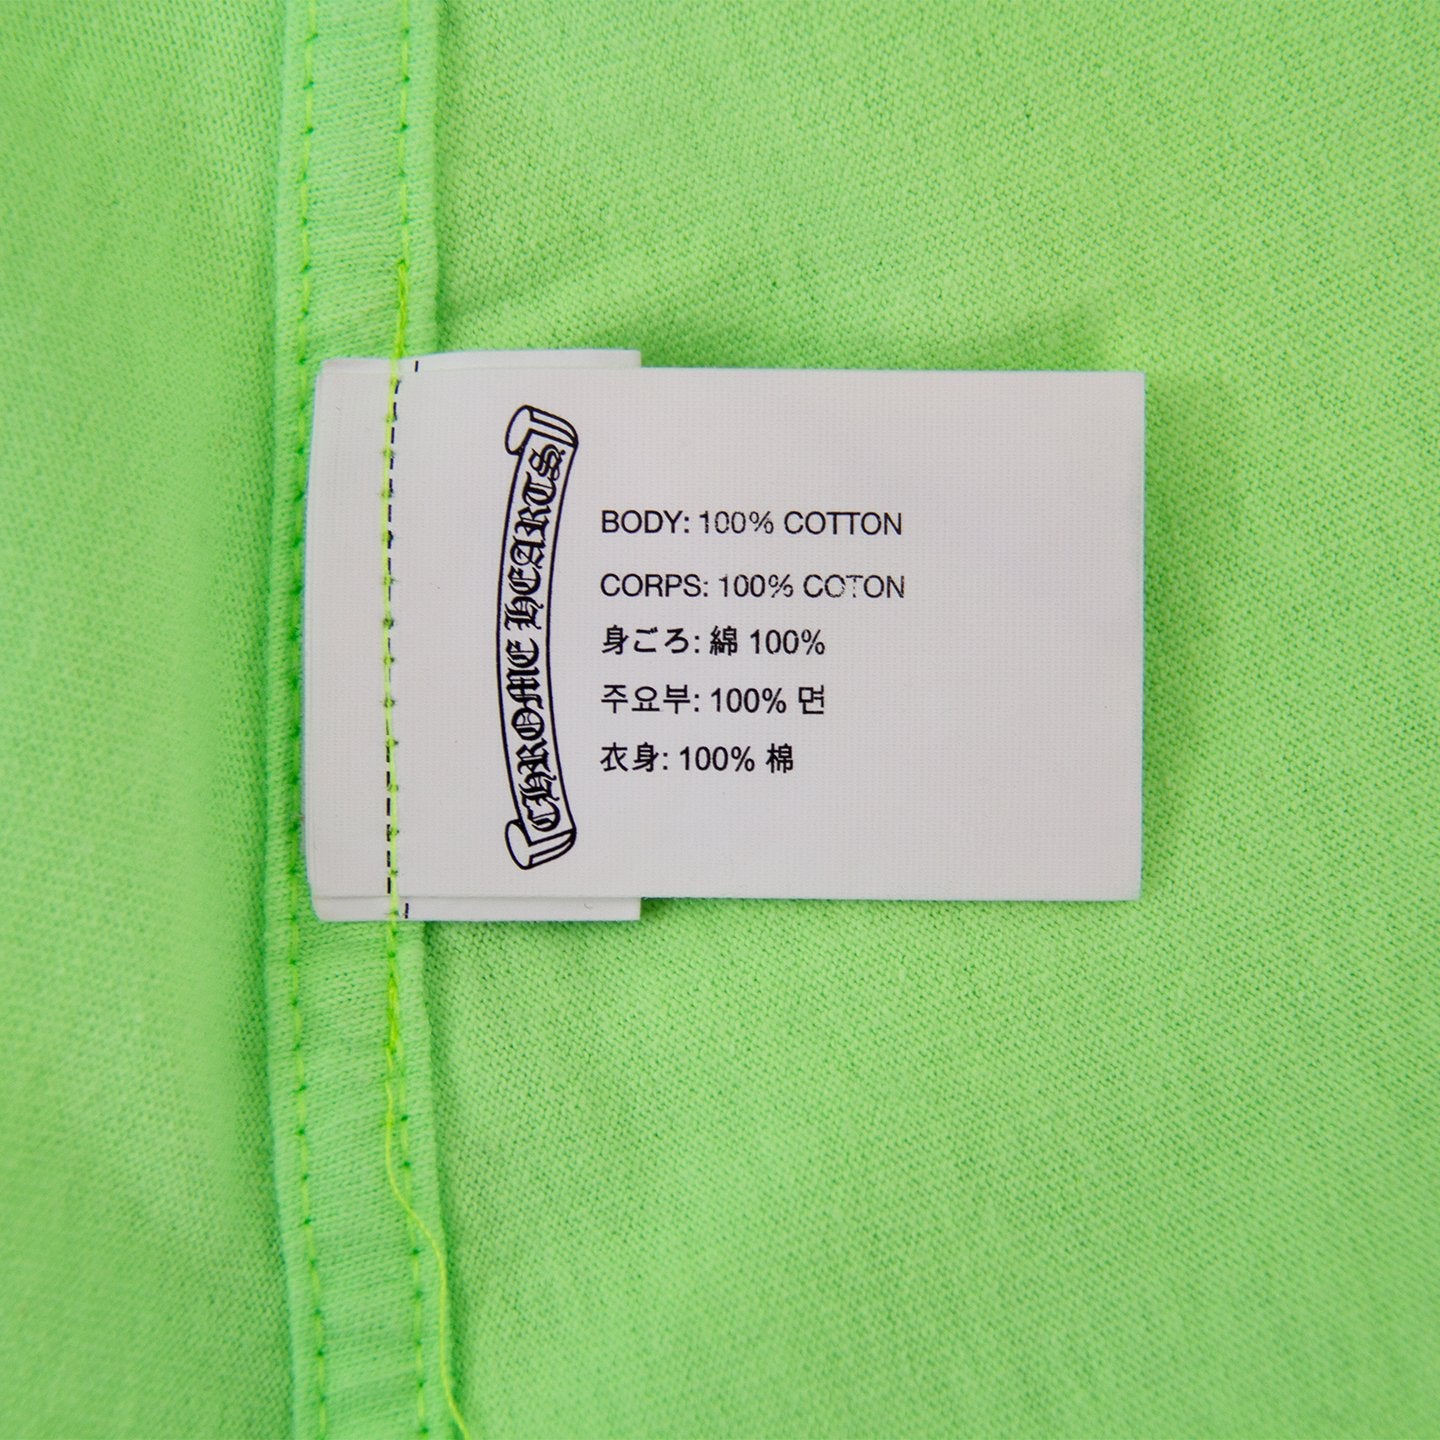 CHROME HEARTS
BODY: 100% COTTON
CORPS: 100% COTON
身ごろ: 綿 100%
주요부: 100% 면
衣身: 100% 棉